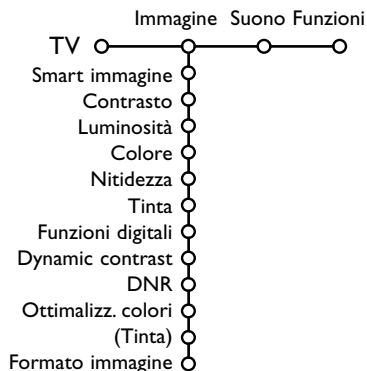 Immagine Suono Funzioni
TV
Smart immagine
Contrasto
Luminosità
Colore
Nitidezza
Tinta
Funzioni digitali
Dynamic contrast
DNR
Ottimalizz. colori
(Tinta)
Formato immagine